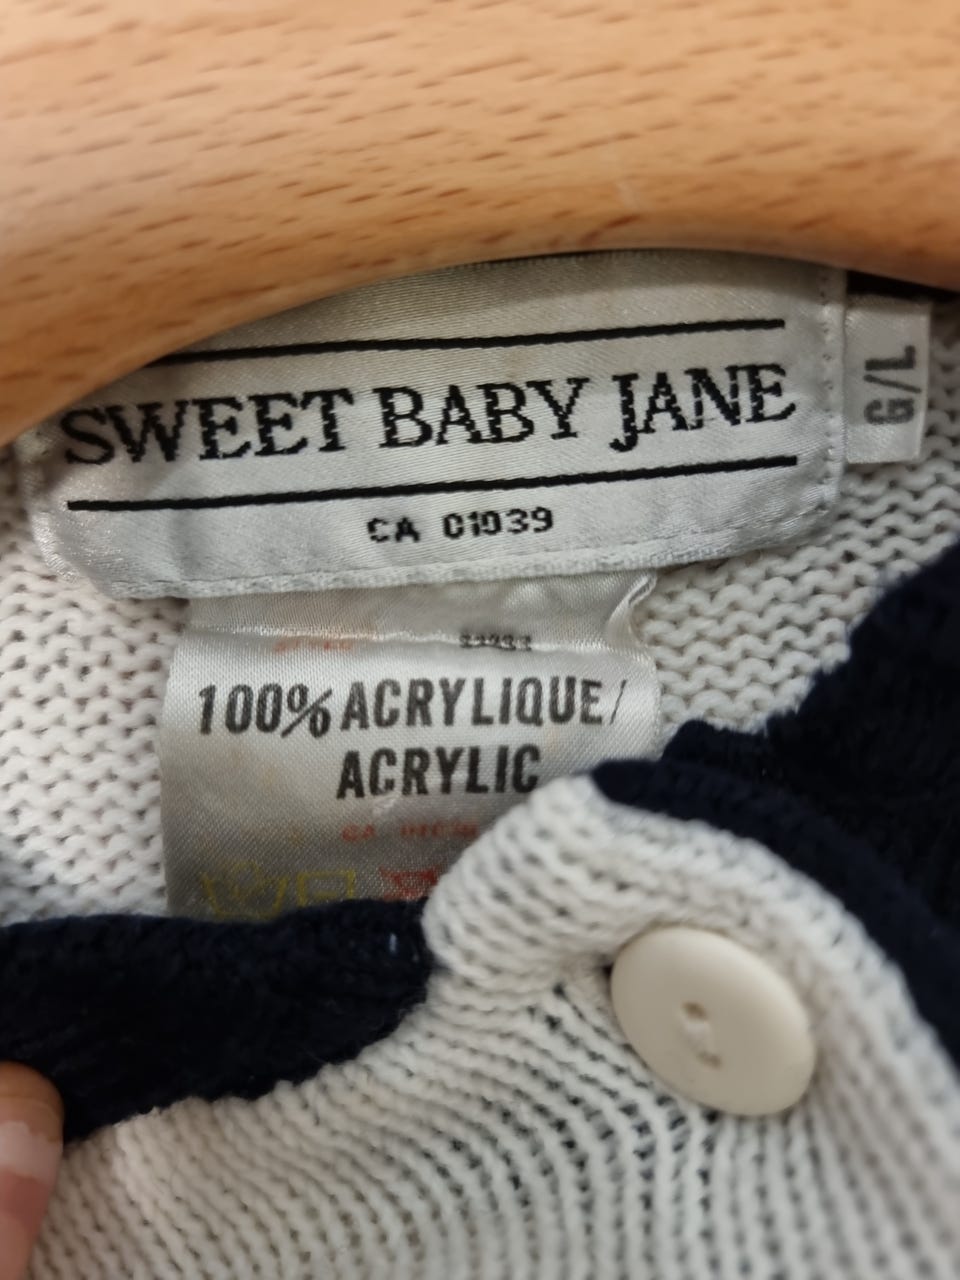 SWEET BABY JANE
CA 01039
G/L
100% ACRYLIQUE/
ACRYLIC